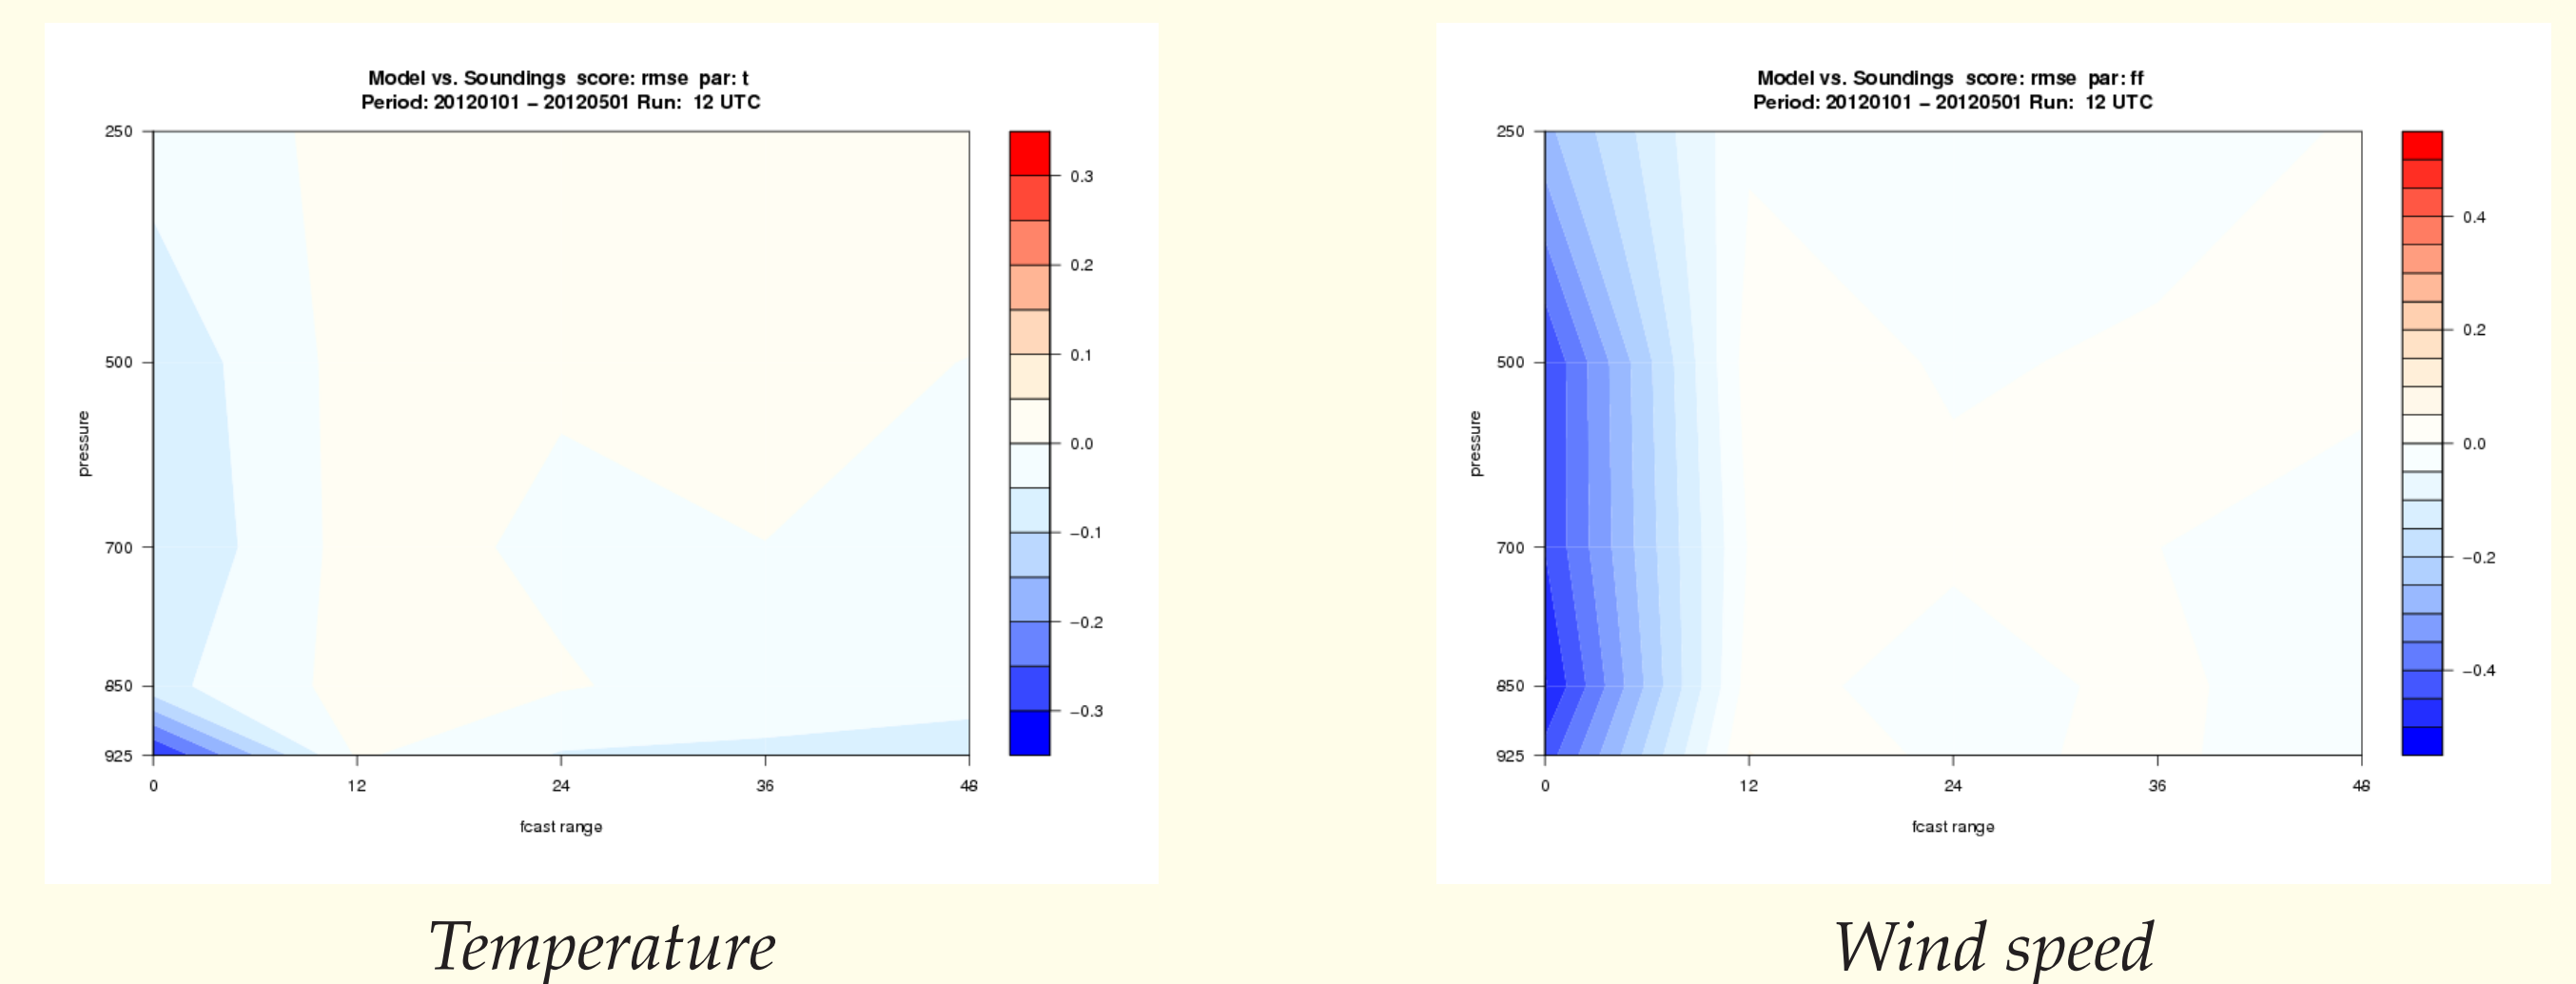 Model vs. Soundings score: rmse par: t
Period: 20120101 – 20120501 Run: 12 UTC
250
500
700
850
925
pressure
0 12 24 36 48
fcast range
0.3
0.2
0.1
0.0
−0.1
−0.2
−0.3
Temperature
Model vs. Soundings score: rmse par: ff
Period: 20120101 – 20120501 Run: 12 UTC
250
500
700
850
925
pressure
0 12 24 36 48
fcast range
0.4
0.2
0.0
−0.2
−0.4
Wind speed